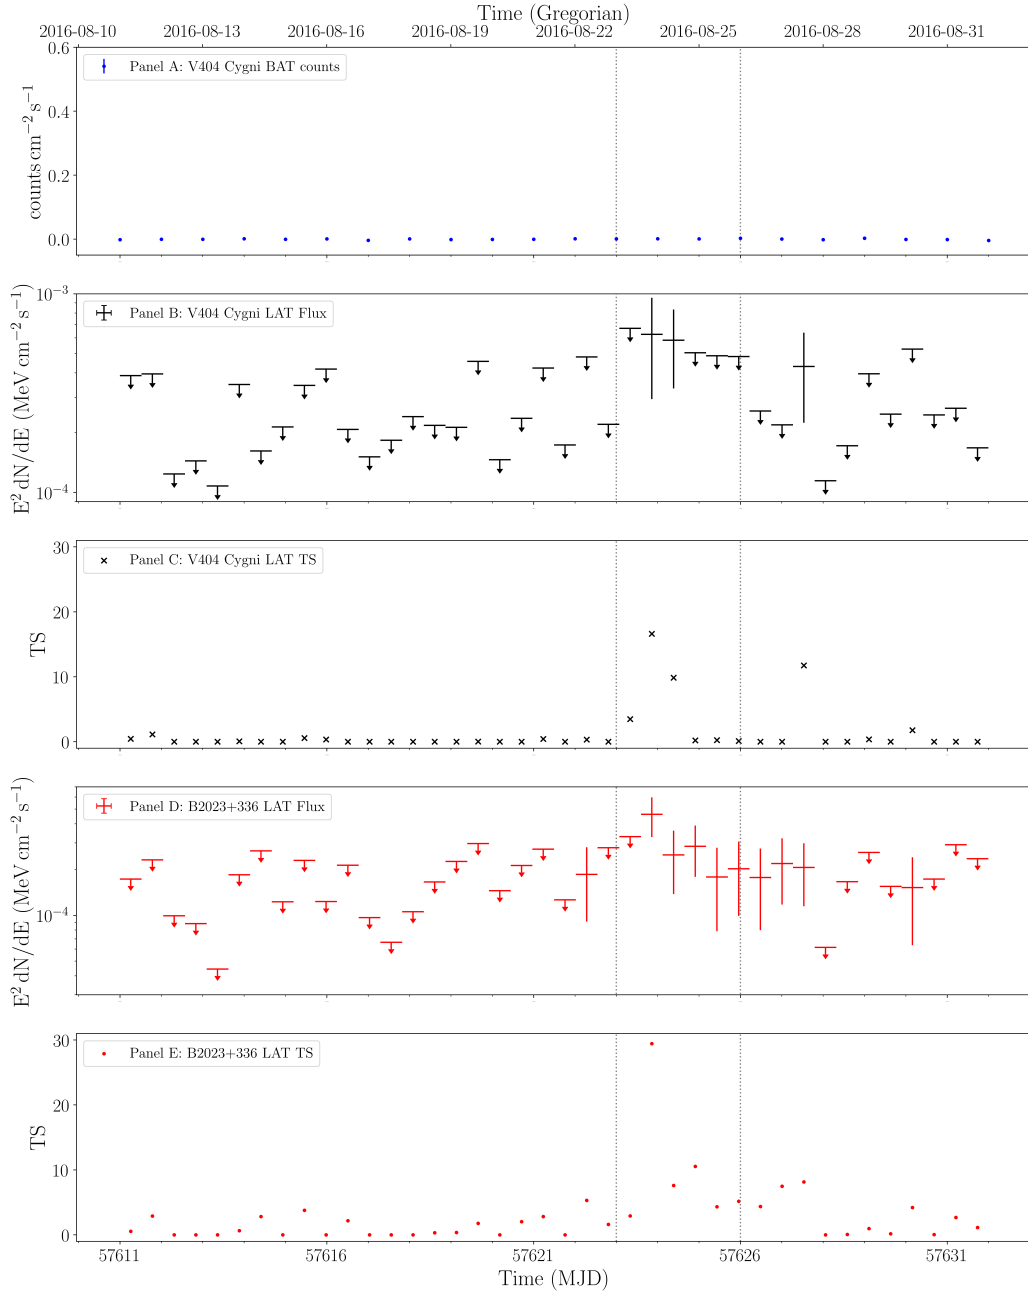 Time (Gregorian)
2016-08-10 2016-08-13 2016-08-16 2016-08-19 2016-08-22 2016-08-25 2016-08-28 2016-08-31
Panel A: V404 Cygni BAT counts
counts cm⁻² s⁻¹
0.6
0.4
0.2
0.0
Panel B: V404 Cygni LAT Flux
E² dN/dE (MeV cm⁻² s⁻¹)
10⁻³
10⁻⁴
Panel C: V404 Cygni LAT TS
TS
30
20
10
0
Panel D: B2023+336 LAT Flux
E² dN/dE (MeV cm⁻² s⁻¹)
10⁻⁴
Panel E: B2023+336 LAT TS
TS
30
20
10
0
57611 57616 57621 57626 57631
Time (MJD)